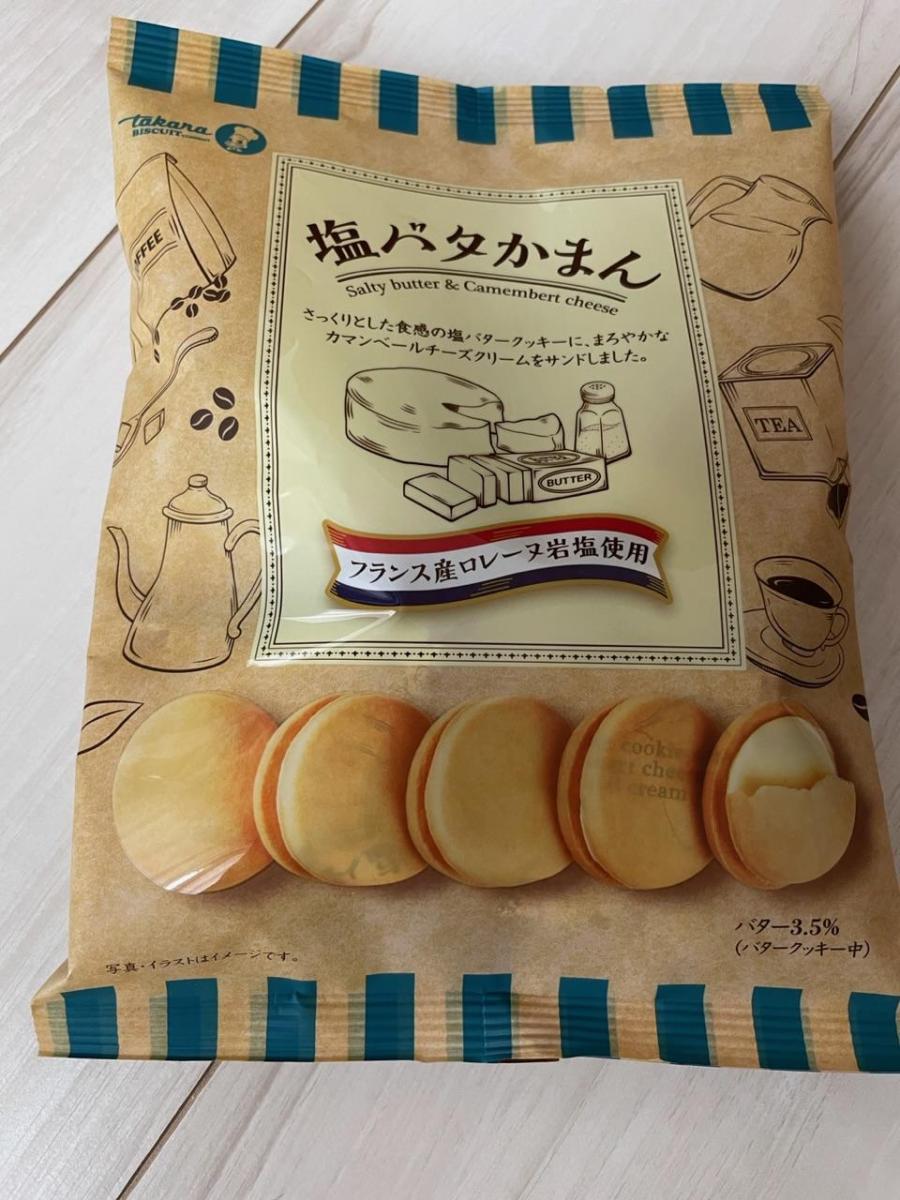 takara
BISCUIT
塩バタかまん
Salty butter & Camembert cheese
さっくりとした食感の塩バタークッキーに、まろやかな
カマンベールチーズクリームをサンドしました。
BUTTER
フランス産ロレーヌ岩塩使用
TEA
バター3.5%
(バタークッキー中)
写真・イラストはイメージです。